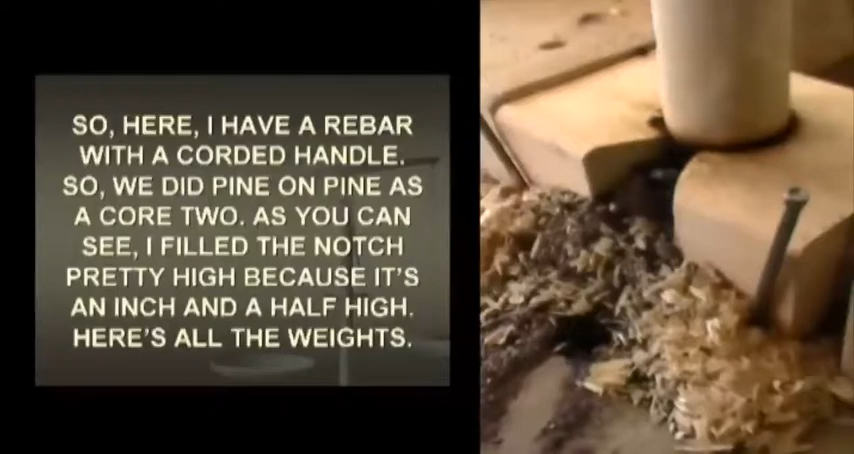 SO, HERE, I HAVE A REBAR
WITH A CORDED HANDLE.
SO, WE DID PINE ON PINE AS
A CORE TWO. AS YOU CAN
SEE, I FILLED THE NOTCH
PRETTY HIGH BECAUSE IT'S
AN INCH AND A HALF HIGH.
HERE'S ALL THE WEIGHTS.